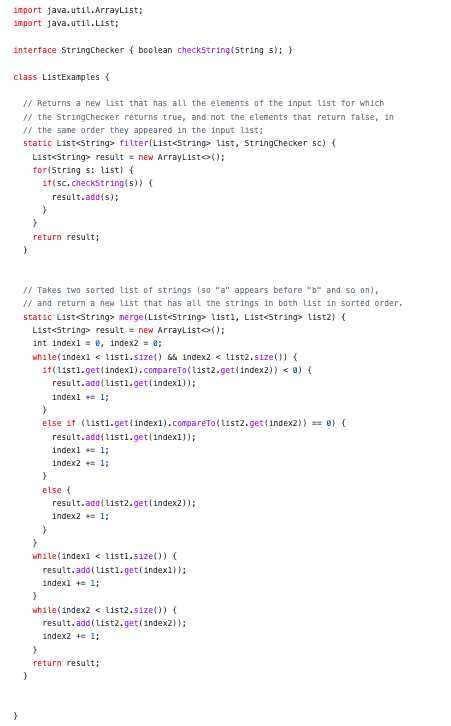 import java.util.ArrayList;
import java.util.List;

interface StringChecker { boolean checkString(String s); }

class ListExamples {

  // Returns a new list that has all the elements of the input list for which
  // the StringChecker returns true, and not the elements that return false, in
  // the same order they appeared in the input list;
  static List<String> filter(List<String> list, StringChecker sc) {
    List<String> result = new ArrayList<>();
    for(String s: list) {
      if(sc.checkString(s)) {
        result.add(s);
      }
    }
    return result;
  }


  // Takes two sorted list of strings (so "a" appears before "b" and so on),
  // and return a new list that has all the strings in both list in sorted order.
  static List<String> merge(List<String> list1, List<String> list2) {
    List<String> result = new ArrayList<>();
    int index1 = 0, index2 = 0;
    while(index1 < list1.size() && index2 < list2.size()) {
      if(list1.get(index1).compareTo(list2.get(index2)) < 0) {
        result.add(list1.get(index1));
        index1 += 1;
      }
      else if (list1.get(index1).compareTo(list2.get(index2)) == 0) {
        result.add(list1.get(index1));
        index1 += 1;
        index2 += 1;
      }
      else {
        result.add(list2.get(index2));
        index2 += 1;
      }
    }
    while(index1 < list1.size()) {
      result.add(list1.get(index1));
      index1 += 1;
    }
    while(index2 < list2.size()) {
      result.add(list2.get(index2));
      index2 += 1;
    }
    return result;
  }


}